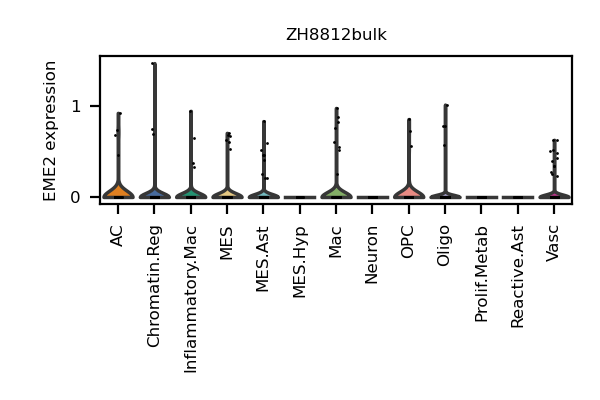 ZH8812bulk
EME2 expression
1
0
AC
Chromatin.Reg
Inflammatory.Mac
MES
MES.Ast
MES.Hyp
Mac
Neuron
OPC
Oligo
Prolif.Metab
Reactive.Ast
Vasc